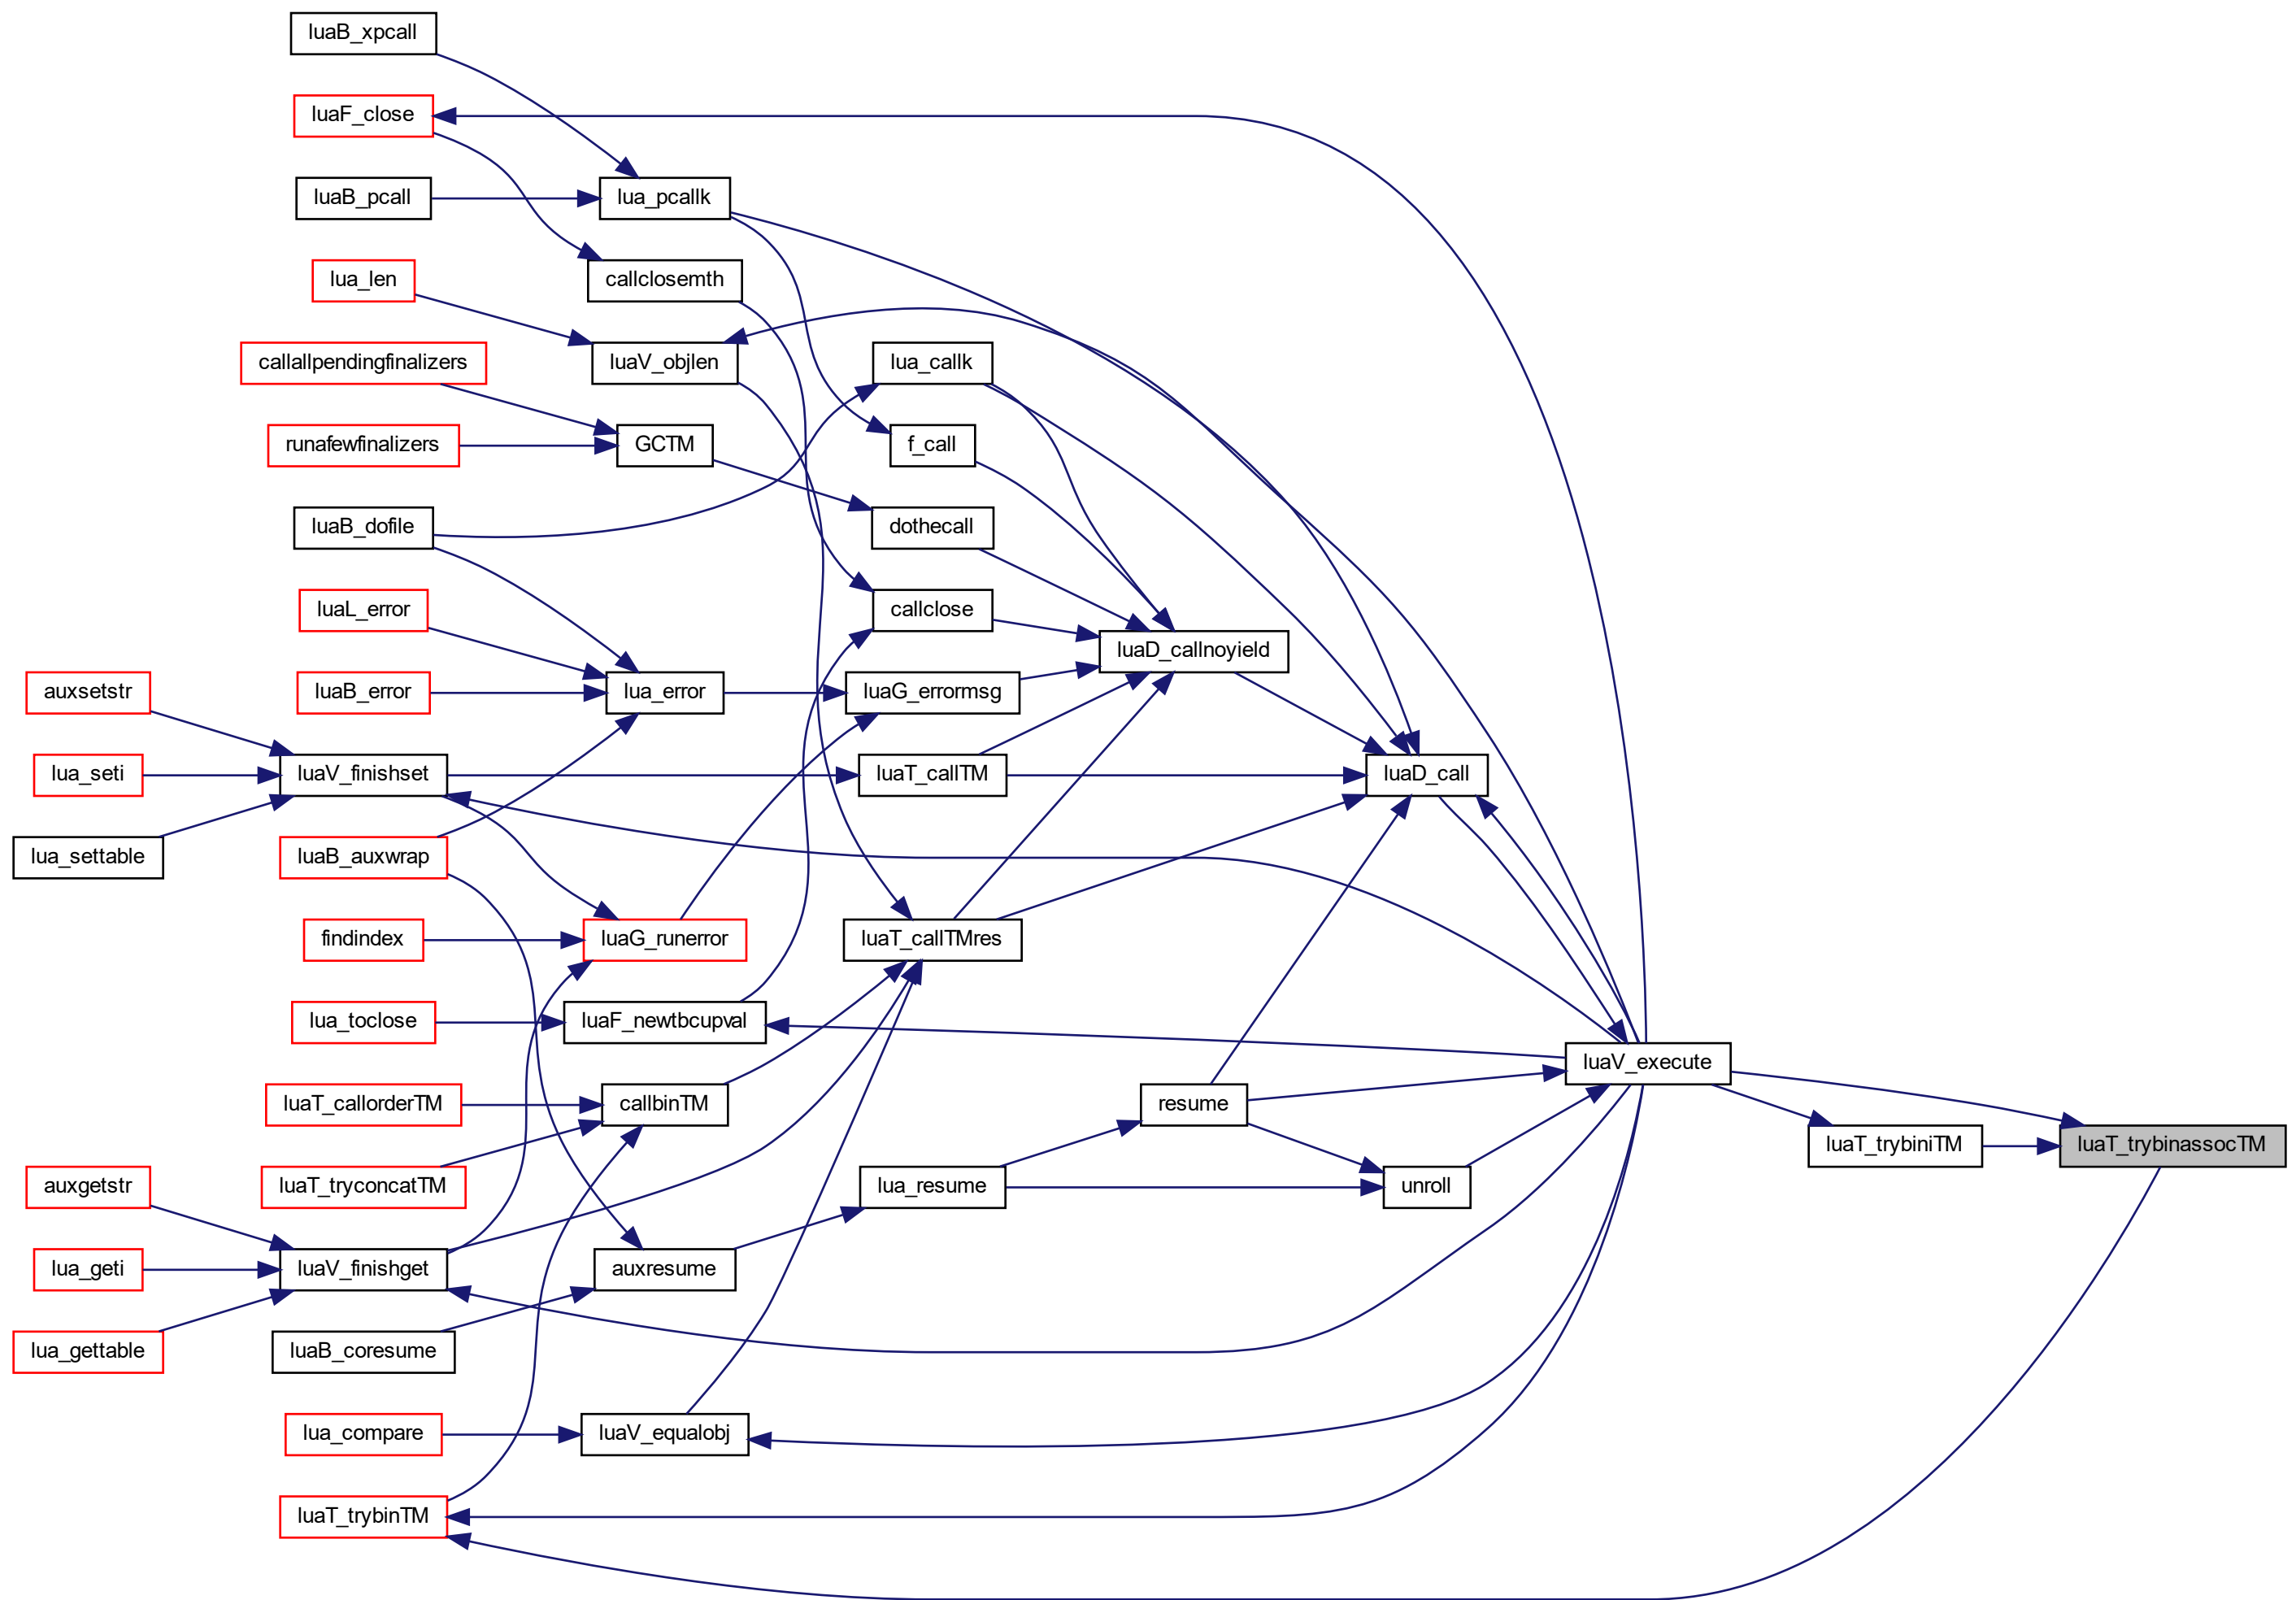 luaB_xpcall
luaF_close
luaB_pcall
lua_pcallk
lua_len
callclosemth
callallpendingfinalizers
luaV_objlen
lua_callk
runafewfinalizers
GCTM
f_call
luaB_dofile
dothecall
luaL_error
callclose
luaD_callnoyield
auxsetstr
luaB_error
lua_error
luaG_errormsg
lua_seti
luaV_finishset
luaT_callTM
luaD_call
lua_settable
luaB_auxwrap
findindex
luaG_runerror
luaT_callTMres
lua_toclose
luaF_newtbcupval
luaV_execute
luaT_callorderTM
callbinTM
resume
luaT_trybiniTM
luaT_trybinassocTM
auxgetstr
luaT_tryconcatTM
lua_resume
unroll
lua_geti
luaV_finishget
auxresume
lua_gettable
luaB_coresume
lua_compare
luaV_equalobj
luaT_trybinTM